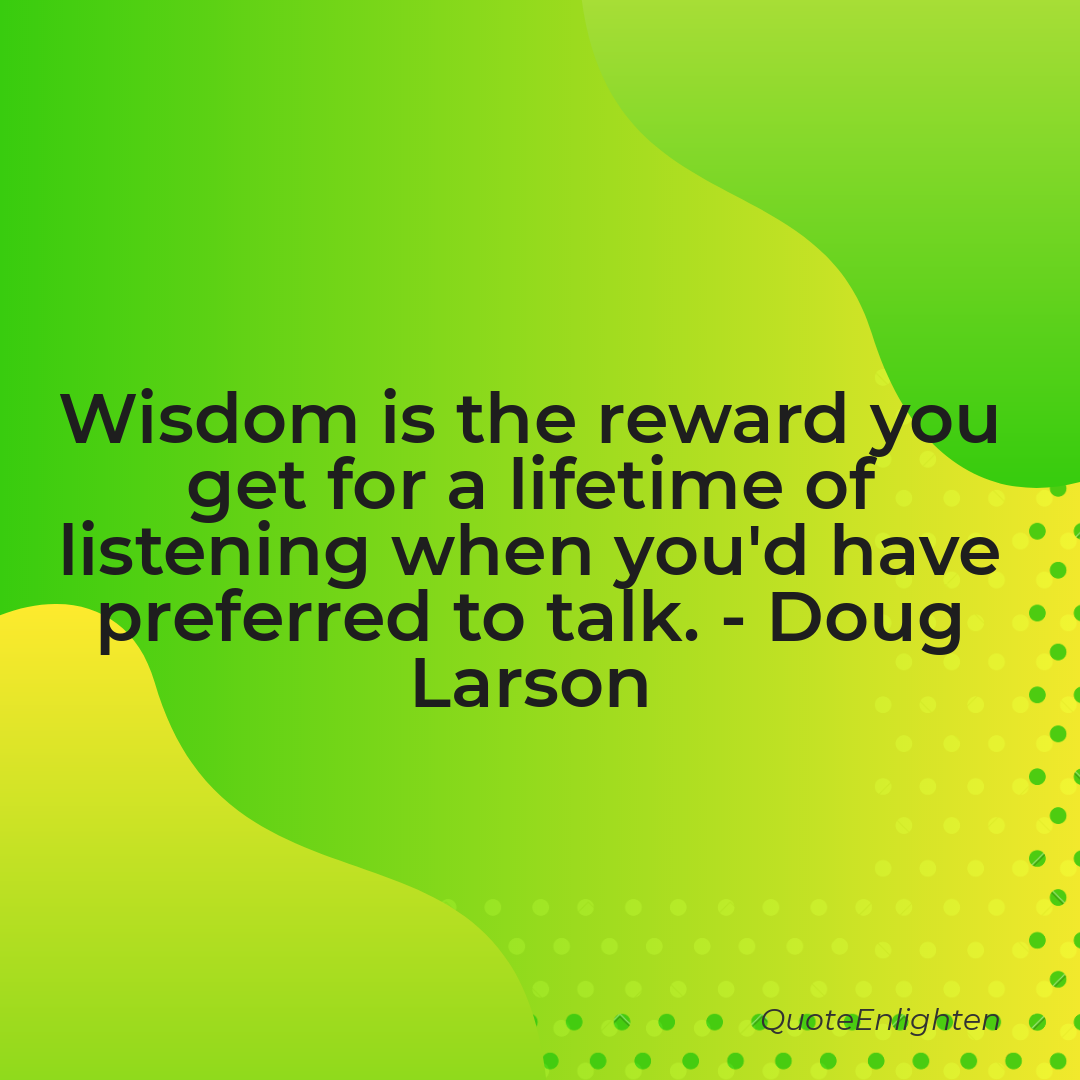 Wisdom is the reward you
get for a lifetime of
listening when you'd have
preferred to talk. - Doug
Larson
QuoteEnlighten